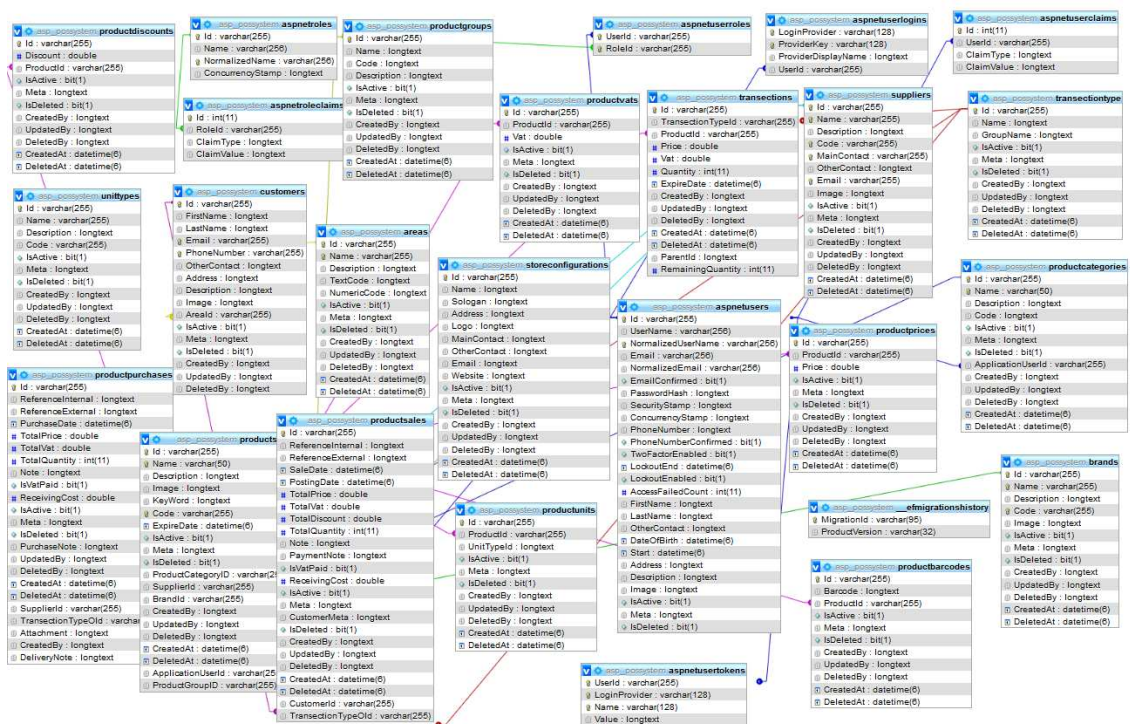 asp_possystem productdiscounts
Id : varchar(255)
Discount : double
ProductId : varchar(255)
IsActive : bit(1)
Meta : longtext
IsDeleted : bit(1)
CreatedBy : longtext
UpdatedBy : longtext
DeletedBy : longtext
CreatedAt : datetime(6)
DeletedAt : datetime(6)
asp_possystem aspnetroles
Id : varchar(255)
Name : varchar(256)
NormalizedName : varchar(256)
ConcurrencyStamp : longtext
asp_possystem aspnetroleclaims
Id : int(11)
RoleId : varchar(255)
ClaimType : longtext
ClaimValue : longtext
asp_possystem productgroups
Id : varchar(255)
Name : longtext
Code : longtext
Description : longtext
IsActive : bit(1)
Meta : longtext
IsDeleted : bit(1)
CreatedBy : longtext
UpdatedBy : longtext
DeletedBy : longtext
CreatedAt : datetime(6)
DeletedAt : datetime(6)
asp_possystem aspnetuserroles
UserId : varchar(255)
RoleId : varchar(255)
asp_possystem aspnetuserlogins
LoginProvider : varchar(128)
ProviderKey : varchar(128)
ProviderDisplayName : longtext
UserId : varchar(255)
asp_possystem aspnetuserclaims
Id : int(11)
UserId : varchar(255)
ClaimType : longtext
ClaimValue : longtext
asp_possystem productvats
Id : varchar(255)
ProductId : varchar(255)
Vat : double
IsActive : bit(1)
Meta : longtext
IsDeleted : bit(1)
CreatedBy : longtext
UpdatedBy : longtext
DeletedBy : longtext
CreatedAt : datetime(6)
DeletedAt : datetime(6)
asp_possystem transections
Id : varchar(255)
TransectionTypeId : varchar(255)
ProductId : varchar(255)
Price : double
Vat : double
Quantity : int(11)
ExpireDate : datetime(6)
CreatedBy : longtext
UpdatedBy : longtext
DeletedBy : longtext
CreatedAt : datetime(6)
DeletedAt : datetime(6)
ParentId : longtext
RemainingQuantity : int(11)
asp_possystem suppliers
Id : varchar(255)
Name : varchar(255)
Description : longtext
Code : varchar(255)
MainContact : varchar(255)
OtherContact : longtext
Email : varchar(255)
Image : longtext
IsActive : bit(1)
Meta : longtext
IsDeleted : bit(1)
CreatedBy : longtext
UpdatedBy : longtext
DeletedBy : longtext
CreatedAt : datetime(6)
DeletedAt : datetime(6)
asp_possystem transectiontype
Id : varchar(255)
Name : longtext
GroupName : longtext
IsActive : bit(1)
Meta : longtext
IsDeleted : bit(1)
CreatedBy : longtext
UpdatedBy : longtext
DeletedBy : longtext
CreatedAt : datetime(6)
DeletedAt : datetime(6)
asp_possystem unittypes
Id : varchar(255)
Name : varchar(255)
Description : longtext
Code : varchar(255)
IsActive : bit(1)
Meta : longtext
IsDeleted : bit(1)
CreatedBy : longtext
UpdatedBy : longtext
DeletedBy : longtext
CreatedAt : datetime(6)
DeletedAt : datetime(6)
asp_possystem customers
Id : varchar(255)
FirstName : longtext
LastName : longtext
Email : varchar(255)
PhoneNumber : varchar(255)
OtherContact : longtext
Address : longtext
Description : longtext
Image : longtext
AreaId : varchar(255)
IsActive : bit(1)
Meta : longtext
IsDeleted : bit(1)
CreatedBy : longtext
UpdatedBy : longtext
DeletedBy : longtext
asp_possystem areas
Id : varchar(255)
Name : varchar(255)
Description : longtext
TextCode : longtext
NumericCode : longtext
IsActive : bit(1)
Meta : longtext
IsDeleted : bit(1)
CreatedBy : longtext
UpdatedBy : longtext
DeletedBy : longtext
CreatedAt : datetime(6)
DeletedAt : datetime(6)
asp_possystem storeconfigurations
Id : varchar(255)
Name : longtext
Sologan : longtext
Address : longtext
Logo : longtext
MainContact : longtext
OtherContact : longtext
Email : longtext
Website : longtext
IsActive : bit(1)
Meta : longtext
IsDeleted : bit(1)
CreatedBy : longtext
UpdatedBy : longtext
DeletedBy : longtext
CreatedAt : datetime(6)
DeletedAt : datetime(6)
asp_possystem aspnetusers
Id : varchar(255)
UserName : varchar(256)
NormalizedUserName : varchar(256)
Email : varchar(256)
NormalizedEmail : varchar(256)
EmailConfirmed : bit(1)
PasswordHash : longtext
SecurityStamp : longtext
ConcurrencyStamp : longtext
PhoneNumber : longtext
PhoneNumberConfirmed : bit(1)
TwoFactorEnabled : bit(1)
LockoutEnd : datetime(6)
LockoutEnabled : bit(1)
AccessFailedCount : int(11)
FirstName : longtext
LastName : longtext
OtherContact : longtext
DateOfBirth : datetime(6)
Start : datetime(6)
Address : longtext
Description : longtext
Image : longtext
IsActive : bit(1)
Meta : longtext
IsDeleted : bit(1)
asp_possystem productprices
Id : varchar(255)
ProductId : varchar(255)
Price : double
IsActive : bit(1)
Meta : longtext
IsDeleted : bit(1)
CreatedBy : longtext
UpdatedBy : longtext
DeletedBy : longtext
CreatedAt : datetime(6)
DeletedAt : datetime(6)
asp_possystem productcategories
Id : varchar(255)
Name : varchar(50)
Description : longtext
Code : longtext
IsActive : bit(1)
Meta : longtext
IsDeleted : bit(1)
ApplicationUserId : varchar(255)
CreatedBy : longtext
UpdatedBy : longtext
DeletedBy : longtext
CreatedAt : datetime(6)
DeletedAt : datetime(6)
asp_possystem productpurchases
Id : varchar(255)
ReferenceInternal : longtext
ReferenceExternal : longtext
PurchaseDate : datetime(6)
TotalPrice : double
TotalVat : double
TotalQuantity : int(11)
Note : longtext
IsVatPaid : bit(1)
ReceivingCost : double
IsActive : bit(1)
Meta : longtext
IsDeleted : bit(1)
PurchaseNote : longtext
UpdatedBy : longtext
DeletedBy : longtext
CreatedAt : datetime(6)
DeletedAt : datetime(6)
SupplierId : varchar(255)
TransectionTypeOId : varchar
Attachment : longtext
CreatedBy : longtext
DeliveryNote : longtext
asp_possystem products
Id : varchar(255)
Name : varchar(50)
Description : longtext
Image : longtext
KeyWord : longtext
Code : varchar(255)
ExpireDate : datetime(6)
IsActive : bit(1)
Meta : longtext
IsDeleted : bit(1)
ProductCategoryID : varchar(25
SupplierId : varchar(255)
BrandId : varchar(255)
CreatedBy : longtext
UpdatedBy : longtext
DeletedBy : longtext
CreatedAt : datetime(6)
DeletedAt : datetime(6)
ApplicationUserId : varchar(25
ProductGroupID : varchar(255)
asp_possystem productsales
Id : varchar(255)
ReferenceInternal : longtext
ReferenceExternal : longtext
SaleDate : datetime(6)
PostingDate : datetime(6)
TotalPrice : double
TotalVat : double
TotalDiscount : double
TotalQuantity : int(11)
Note : longtext
PaymentNote : longtext
IsVatPaid : bit(1)
ReceivingCost : double
IsActive : bit(1)
Meta : longtext
CustomerMeta : longtext
IsDeleted : bit(1)
CreatedBy : longtext
UpdatedBy : longtext
DeletedBy : longtext
CreatedAt : datetime(6)
DeletedAt : datetime(6)
CustomerId : varchar(255)
TransectionTypeOId : varchar(255)
asp_possystem productunits
Id : varchar(255)
ProductId : varchar(255)
UnitTypeId : longtext
IsActive : bit(1)
Meta : longtext
IsDeleted : bit(1)
CreatedBy : longtext
UpdatedBy : longtext
DeletedBy : longtext
CreatedAt : datetime(6)
DeletedAt : datetime(6)
asp_possystem __efmigrationshistory
MigrationId : varchar(95)
ProductVersion : varchar(32)
asp_possystem brands
Id : varchar(255)
Name : varchar(255)
Description : longtext
Code : varchar(255)
Image : longtext
IsActive : bit(1)
Meta : longtext
IsDeleted : bit(1)
CreatedBy : longtext
UpdatedBy : longtext
DeletedBy : longtext
CreatedAt : datetime(6)
DeletedAt : datetime(6)
asp_possystem productbarcodes
Id : varchar(255)
Barcode : longtext
ProductId : varchar(255)
IsActive : bit(1)
Meta : longtext
IsDeleted : bit(1)
CreatedBy : longtext
UpdatedBy : longtext
DeletedBy : longtext
CreatedAt : datetime(6)
DeletedAt : datetime(6)
asp_possystem aspnetusertokens
UserId : varchar(255)
LoginProvider : varchar(128)
Name : varchar(128)
Value : longtext